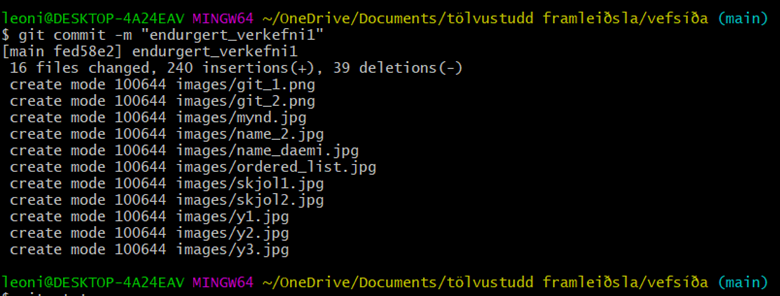 leoni@DESKTOP-4A24EAV MINGW64 ~/OneDrive/Documents/tölvustudd framleiðsla/vefsíða (main)
$ git commit -m "endurgert_verkefni1"
[main fed58e2] endurgert_verkefni1
 16 files changed, 240 insertions(+), 39 deletions(-)
 create mode 100644 images/git_1.png
 create mode 100644 images/git_2.png
 create mode 100644 images/mynd.jpg
 create mode 100644 images/name_2.jpg
 create mode 100644 images/name_daemi.jpg
 create mode 100644 images/ordered_list.jpg
 create mode 100644 images/skjol1.jpg
 create mode 100644 images/skjol2.jpg
 create mode 100644 images/y1.jpg
 create mode 100644 images/y2.jpg
 create mode 100644 images/y3.jpg
leoni@DESKTOP-4A24EAV MINGW64 ~/OneDrive/Documents/tölvustudd framleiðsla/vefsíða (main)